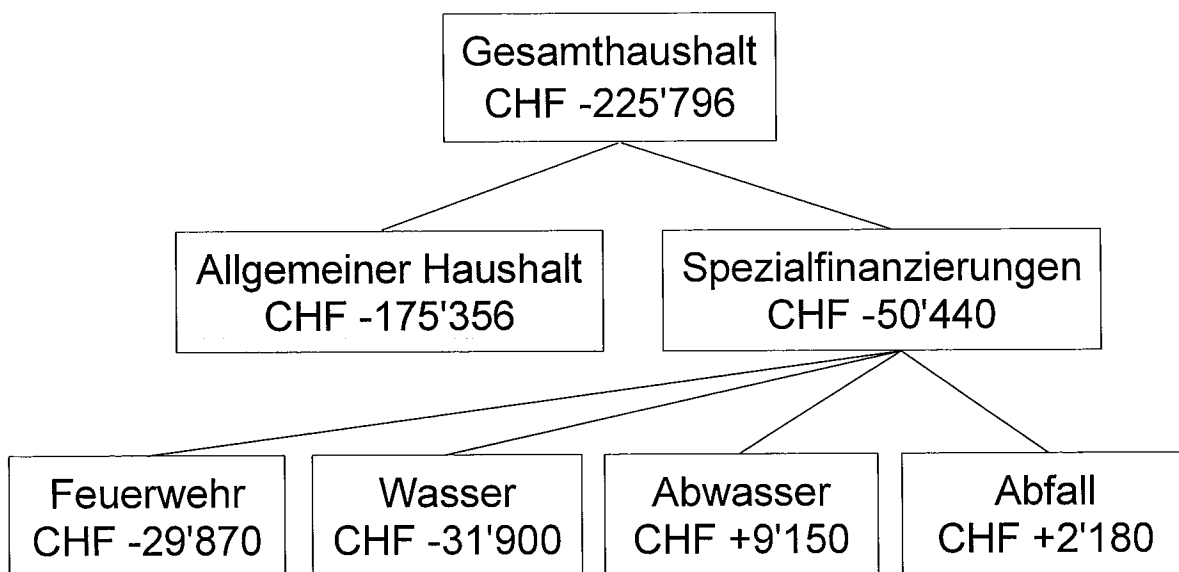 Gesamthaushalt
CHF -225'796
Allgemeiner Haushalt
CHF -175'356
Spezialfinanzierungen
CHF -50'440
Feuerwehr
CHF -29'870
Wasser
CHF -31'900
Abwasser
CHF +9'150
Abfall
CHF +2'180